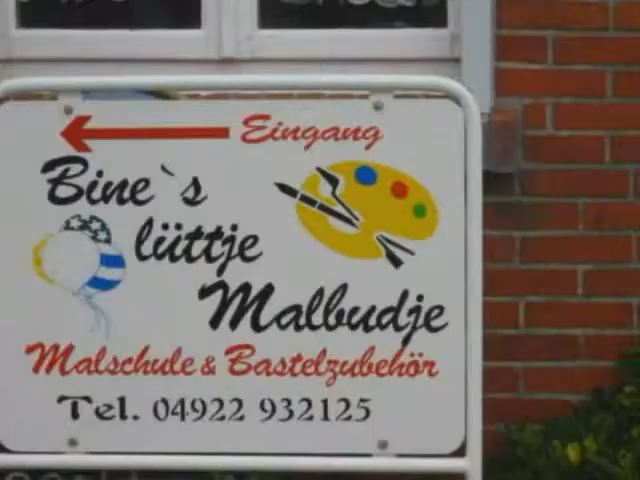 Eingang
Bine`s
lüttje
Malbudje
Malschule & Bastelzubehör
Tel. 04922 932125